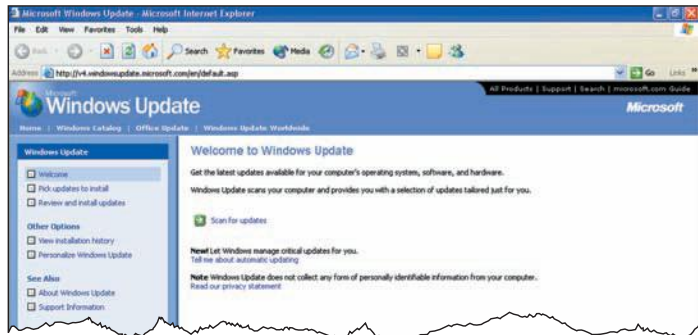 Microsoft Windows Update - Microsoft Internet Explorer
File Edit View Favorites Tools Help
Back Search Favorites Media
Address http://v4.windowsupdate.microsoft.com/en/default.asp Go Links
All Products | Support | Search | microsoft.com Guide
Microsoft
Windows Update
Microsoft
Home | Windows Catalog | Office Update | Windows Update Worldwide
Windows Update
Welcome
Pick updates to install
Review and install updates
Other Options
View installation history
Personalize Windows Update
See Also
About Windows Update
Support Information
Welcome to Windows Update
Get the latest updates available for your computer's operating system, software, and hardware.
Windows Update scans your computer and provides you with a selection of updates tailored just for you.
Scan for updates
New! Let Windows manage critical updates for you.
Tell me about automatic updating
Note Windows Update does not collect any form of personally identifiable information from your computer.
Read our privacy statement